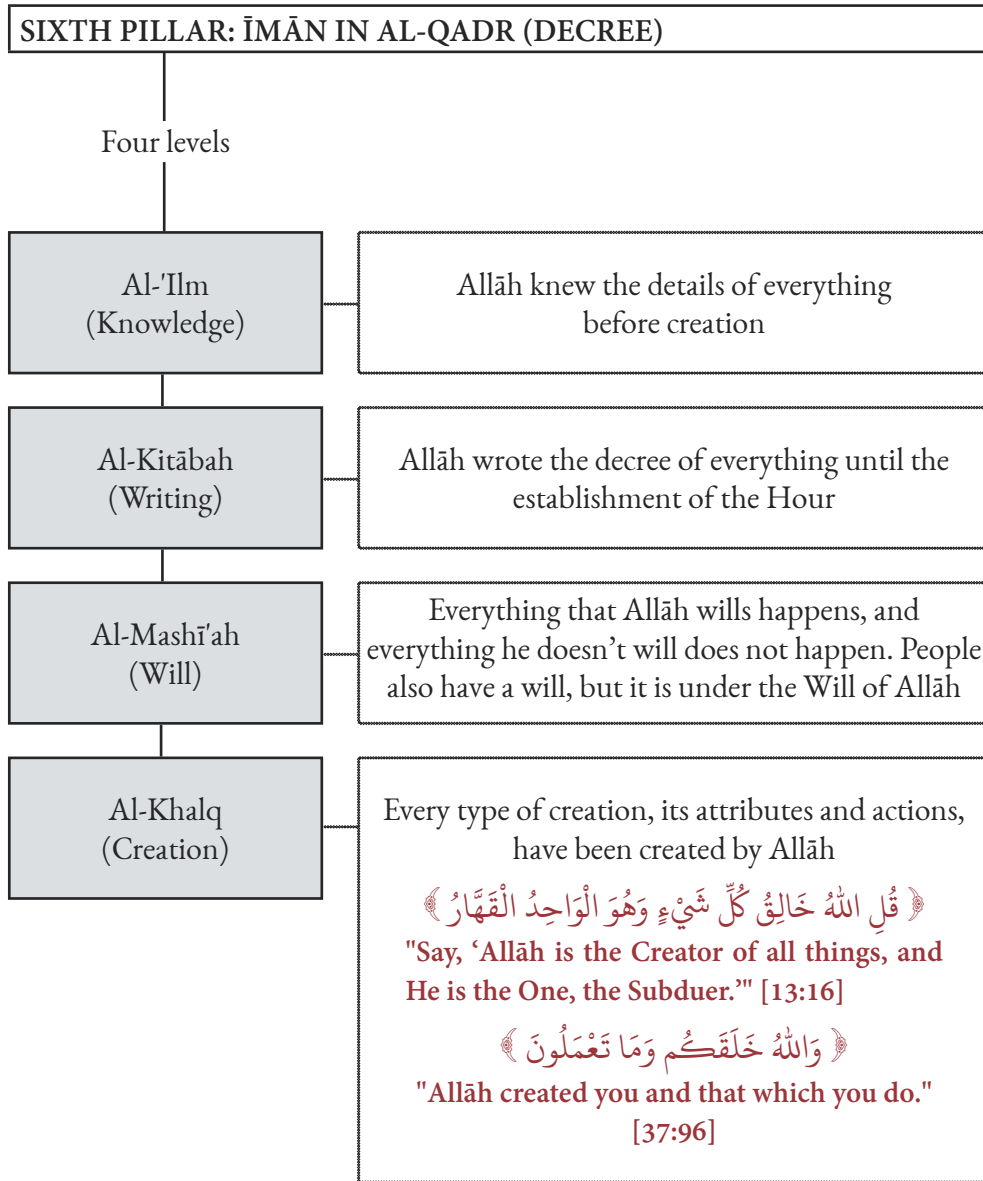 SIXTH PILLAR: ĪMĀN IN AL-QADR (DECREE)
Four levels
Al-'Ilm
(Knowledge)
Allāh knew the details of everything
before creation
Al-Kitābah
(Writing)
Allāh wrote the decree of everything until the
establishment of the Hour
Al-Mashī'ah
(Will)
Everything that Allāh wills happens, and
everything he doesn’t will does not happen. People
also have a will, but it is under the Will of Allāh
Al-Khalq
(Creation)
Every type of creation, its attributes and actions,
have been created by Allāh
﴿ قُلِ اللهُ خَالِقُ كُلِّ شَيْءٍ وَهُوَ الْوَاحِدُ الْقَهَّارُ ﴾
"Say, ‘Allāh is the Creator of all things, and
He is the One, the Subduer.’" [13:16]
﴿ وَاللهُ خَلَقَكُم وَمَا تَعْمَلُونَ ﴾
"Allāh created you and that which you do."
[37:96]